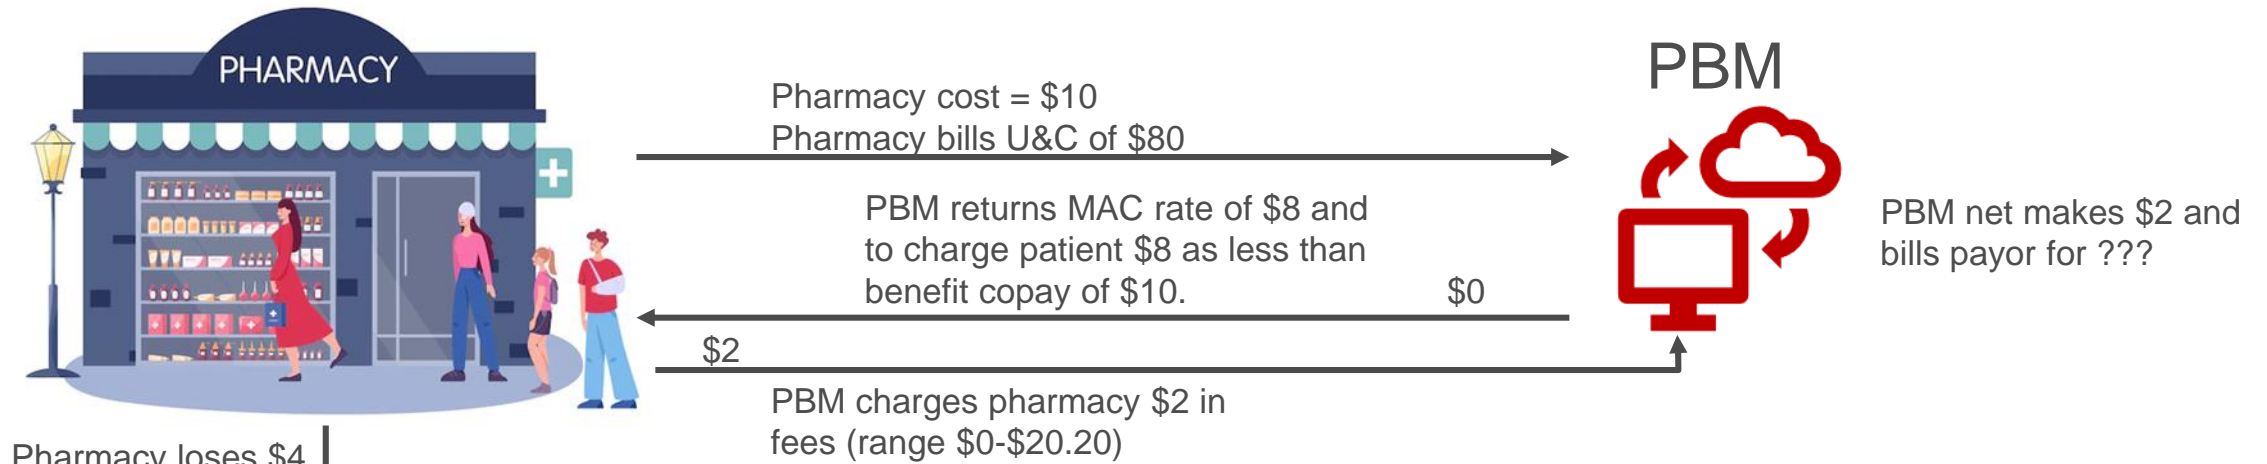 PHARMACY
PBM
Pharmacy cost = $10
Pharmacy bills U&C of $80
PBM returns MAC rate of $8 and
to charge patient $8 as less than
benefit copay of $10.
$0
PBM net makes $2 and
bills payor for ???
$2
PBM charges pharmacy $2 in
fees (range $0-$20.20)
Pharmacy loses $4